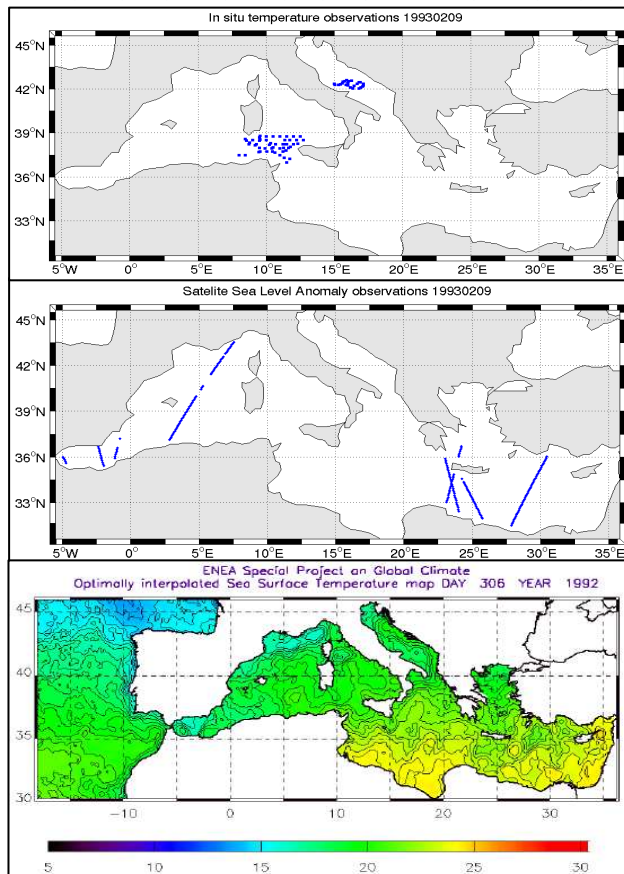 In situ temperature observations 19930209
45°N
42°N
39°N
36°N
33°N
5°W 0° 5°E 10°E 15°E 20°E 25°E 30°E 35°E
Satelite Sea Level Anomaly observations 19930209
45°N
42°N
39°N
36°N
33°N
5°W 0° 5°E 10°E 15°E 20°E 25°E 30°E 35°E
ENEA Special Project on Global Climate
Optimally interpolated Sea Surface Temperature map DAY 306 YEAR 1992
45
40
35
30
-10 0 10 20 30
5 10 15 20 25 30